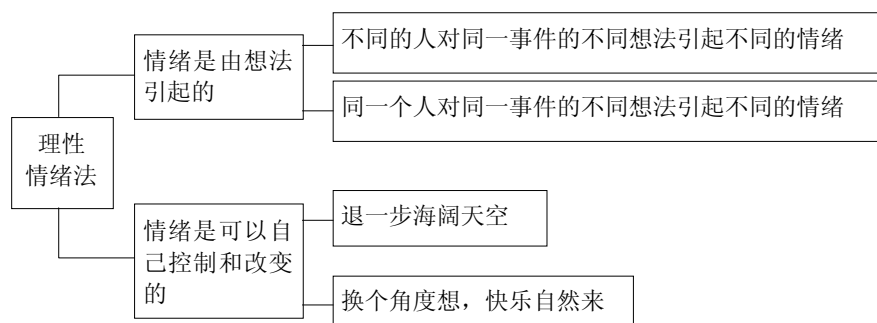 不同的人对同一事件的不同想法引起不同的情绪
情绪是由想法
引起的
同一个人对同一事件的不同想法引起不同的情绪
理性
情绪法
退一步海阔天空
情绪是可以自
己控制和改变
的
换个角度想，快乐自然来